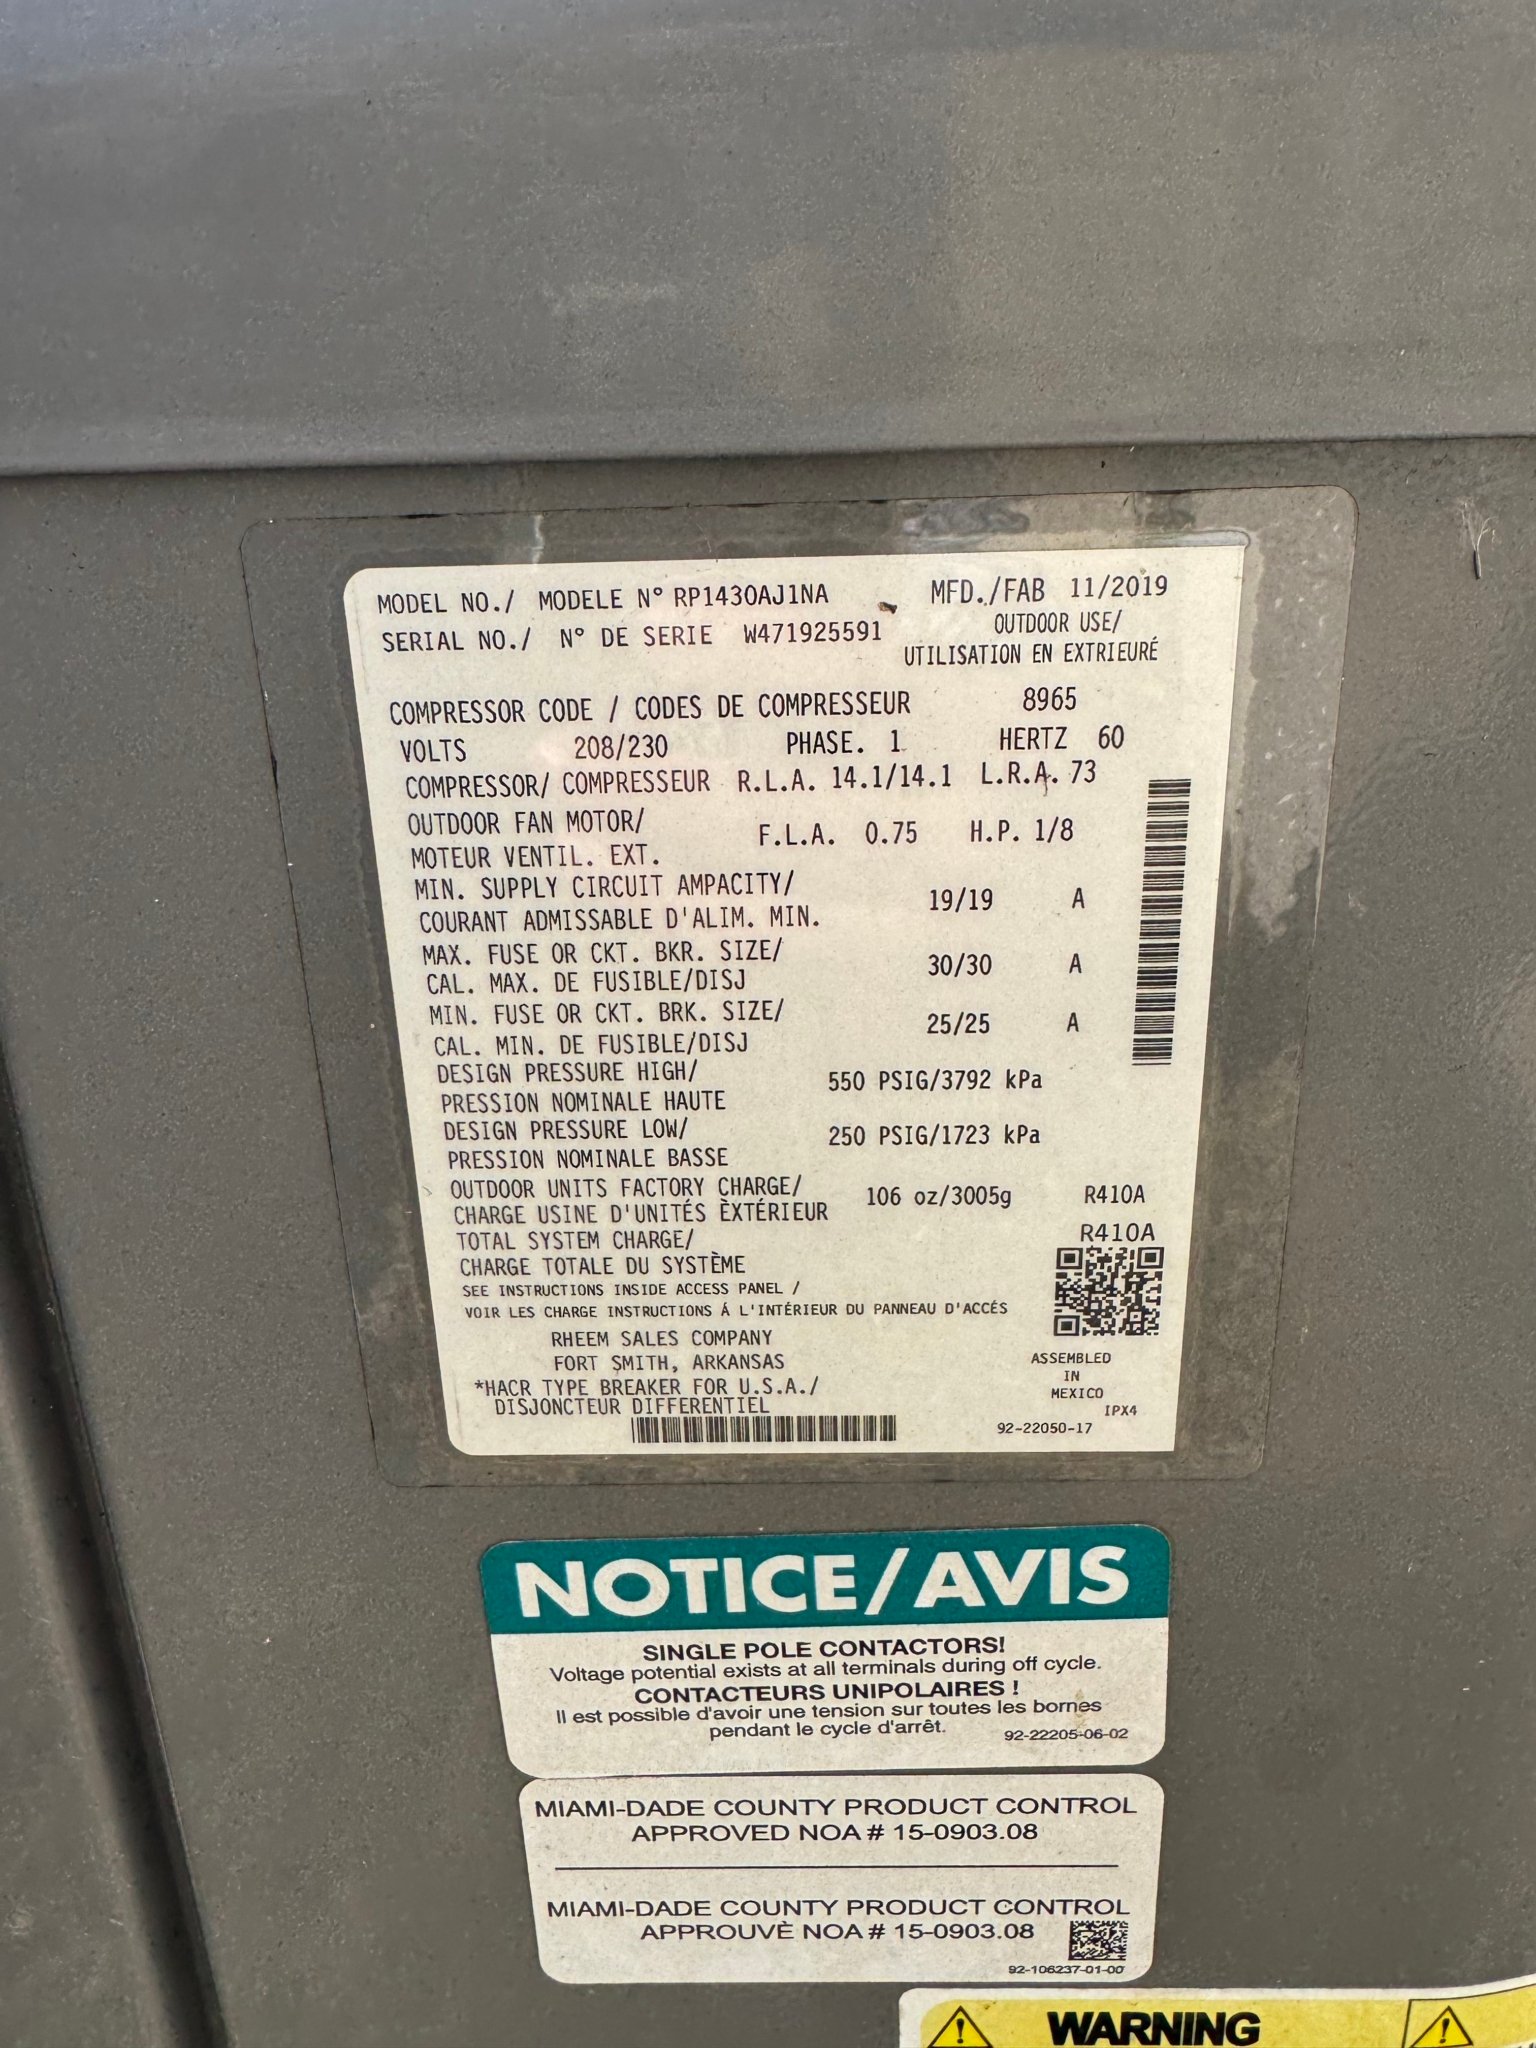 MODEL NO./ MODELE N° RP1430AJ1NA MFD./FAB 11/2019
SERIAL NO./ N° DE SERIE W471925591 OUTDOOR USE/
UTILISATION EN EXTRIEURÉ
COMPRESSOR CODE / CODES DE COMPRESSEUR 8965
VOLTS 208/230 PHASE. 1 HERTZ 60
COMPRESSOR/ COMPRESSEUR R.L.A. 14.1/14.1 L.R.A. 73
OUTDOOR FAN MOTOR/
MOTEUR VENTIL. EXT. F.L.A. 0.75 H.P. 1/8
MIN. SUPPLY CIRCUIT AMPACITY/
COURANT ADMISSABLE D'ALIM. MIN. 19/19 A
MAX. FUSE OR CKT. BKR. SIZE/
CAL. MAX. DE FUSIBLE/DISJ 30/30 A
MIN. FUSE OR CKT. BRK. SIZE/
CAL. MIN. DE FUSIBLE/DISJ 25/25 A
DESIGN PRESSURE HIGH/
PRESSION NOMINALE HAUTE 550 PSIG/3792 kPa
DESIGN PRESSURE LOW/
PRESSION NOMINALE BASSE 250 PSIG/1723 kPa
OUTDOOR UNITS FACTORY CHARGE/
CHARGE USINE D'UNITÉS ÈXTÉRIEUR 106 oz/3005g R410A
TOTAL SYSTEM CHARGE/ R410A
CHARGE TOTALE DU SYSTÈME
SEE INSTRUCTIONS INSIDE ACCESS PANEL /
VOIR LES CHARGE INSTRUCTIONS Á L'INTÉRIEUR DU PANNEAU D'ACCÉS
RHEEM SALES COMPANY
FORT SMITH, ARKANSAS
*HACR TYPE BREAKER FOR U.S.A./
DISJONCTEUR DIFFERENTIEL
ASSEMBLED
IN
MEXICO
IPX4
92-22050-17
NOTICE/AVIS
SINGLE POLE CONTACTORS!
Voltage potential exists at all terminals during off cycle.
CONTACTEURS UNIPOLAIRES !
Il est possible d'avoir une tension sur toutes les bornes
pendant le cycle d'arrêt. 92-22205-06-02
MIAMI-DADE COUNTY PRODUCT CONTROL
APPROVED NOA # 15-0903.08
MIAMI-DADE COUNTY PRODUCT CONTROL
APPROUVÈ NOA # 15-0903.08
92-106237-01-00
WARNING